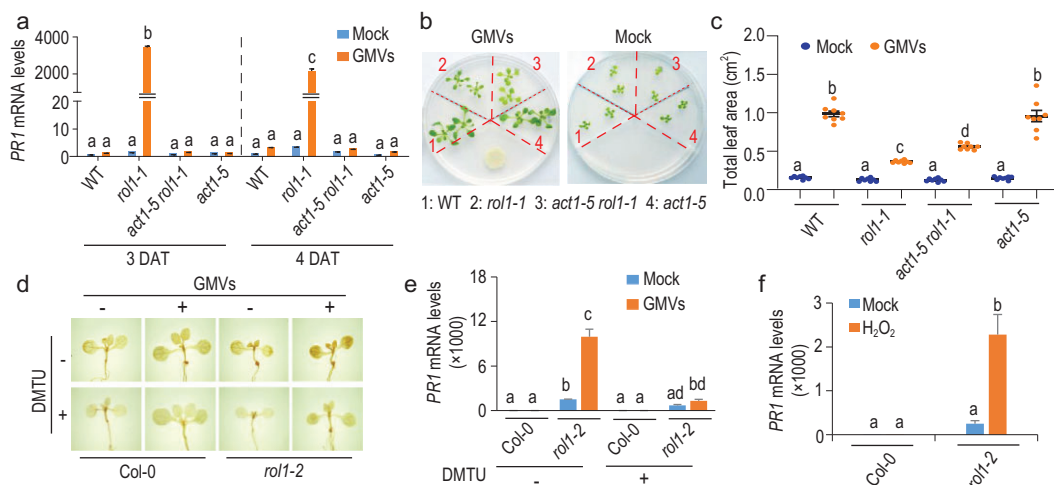 a
PR1 mRNA levels
4000
2000
20
10
0
Mock
GMVs
a a a b a a a a a a a c a a a a
WT
rol1-1
act1-5 rol1-1
act1-5
WT
rol1-1
act1-5 rol1-1
act1-5
3 DAT
4 DAT
b
GMVs
Mock
2 3
1 4
2 3
1 4
1: WT 2: rol1-1 3: act1-5 rol1-1 4: act1-5
c
Total leaf area (cm2)
Mock
GMVs
2.0
1.5
1.0
0.5
0
a b a c a d a b
WT
rol1-1
act1-5 rol1-1
act1-5
d
GMVs
- + - +
DMTU
-
+
Col-0
rol1-2
e
PR1 mRNA levels
(×1000)
18
12
6
0
Mock
GMVs
a a b c a a ad bd
Col-0
rol1-2
Col-0
rol1-2
DMTU - +
f
PR1 mRNA levels
(×1000)
3
2
1
0
Mock
H2O2
a a a b
Col-0
rol1-2